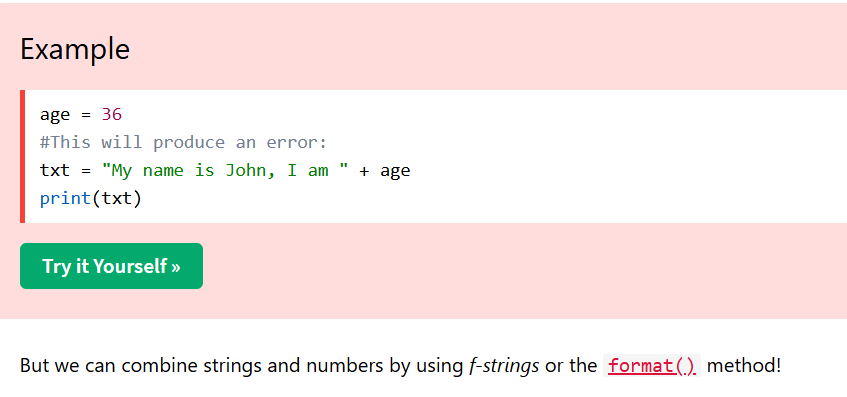 Example
age = 36
#This will produce an error:
txt = "My name is John, I am " + age
print(txt)
Try it Yourself »
But we can combine strings and numbers by using f-strings or the format() method!